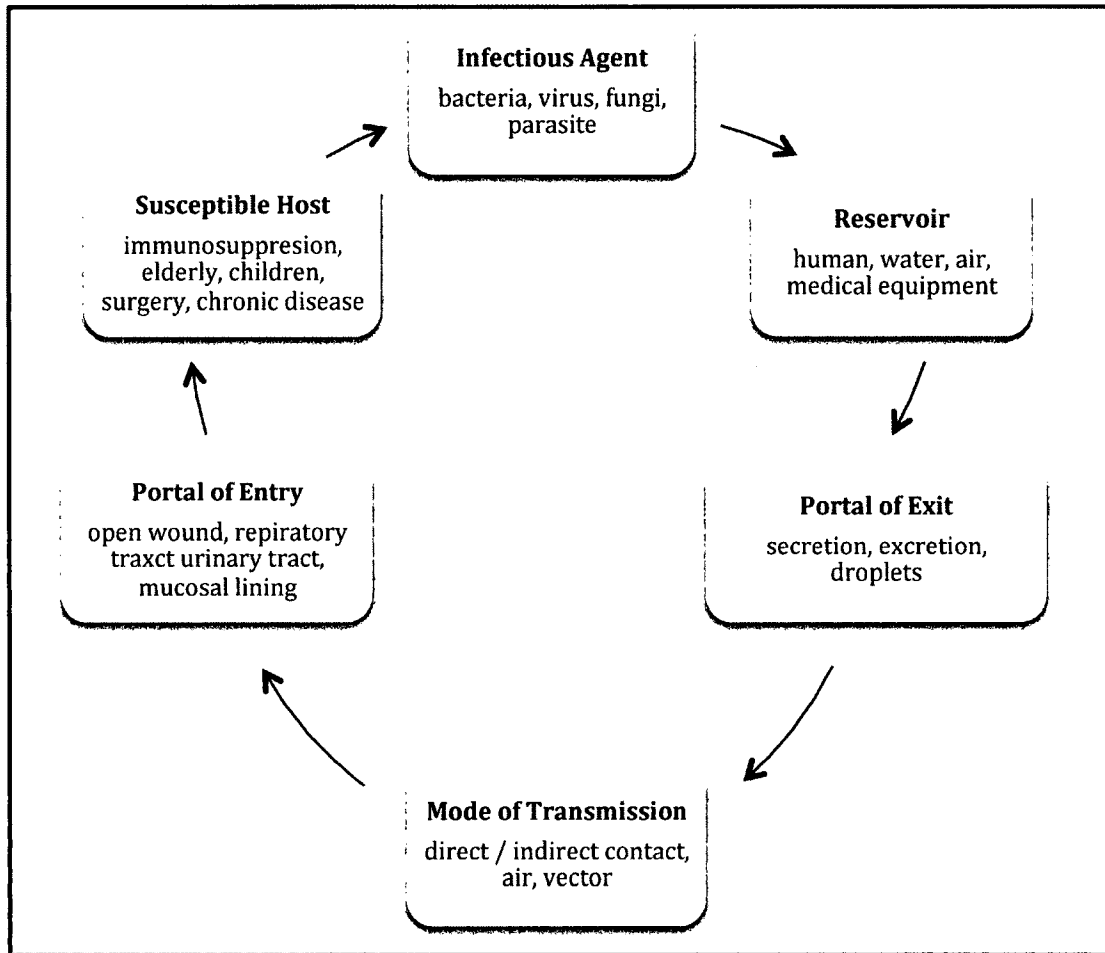 Infectious Agent
bacteria, virus, fungi,
parasite
Reservoir
human, water, air,
medical equipment
Portal of Exit
secretion, excretion,
droplets
Mode of Transmission
direct / indirect contact,
air, vector
Portal of Entry
open wound, repiratory
traxct urinary tract,
mucosal lining
Susceptible Host
immunosuppresion,
elderly, children,
surgery, chronic disease